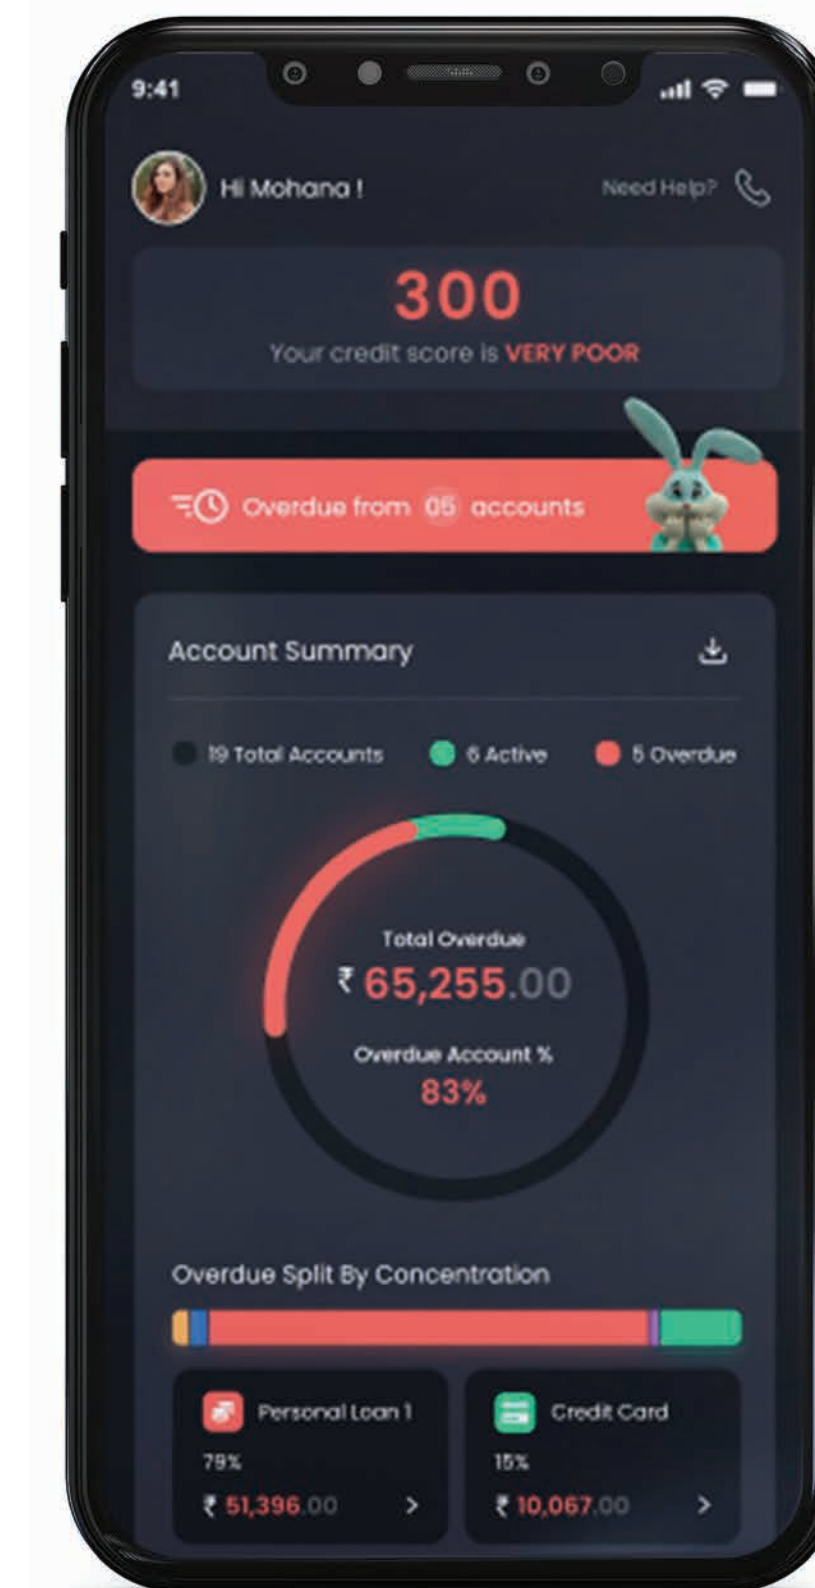 9:41
Hi Mohana !
Need Help?
300
Your credit score is VERY POOR
Overdue from 05 accounts
Account Summary
19 Total Accounts
6 Active
5 Overdue
Total Overdue
₹ 65,255.00
Overdue Account %
83%
Overdue Split By Concentration
Personal Loan 1
79%
₹ 51,396.00
Credit Card
15%
₹ 10,067.00